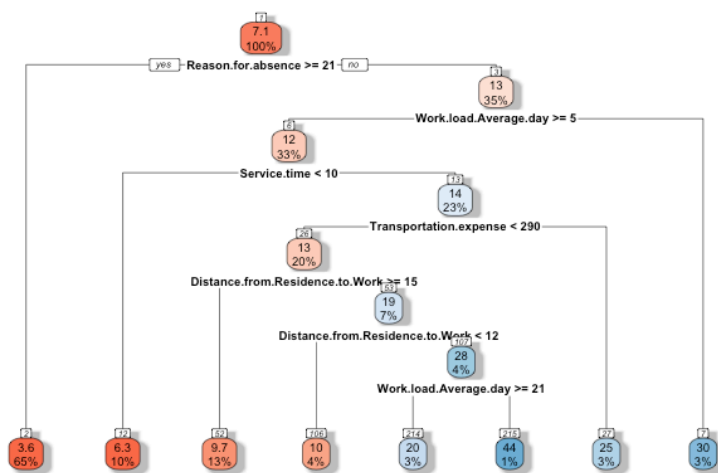 1
7.1
100%
yes Reason.for.absence >= 21 no
3
13
35%
Work.load.Average.day >= 5
6
12
33%
Service.time < 10
13
14
23%
Transportation.expense < 290
26
13
20%
Distance.from.Residence.to.Work >= 15
53
19
7%
Distance.from.Residence.to.Work < 12
107
28
4%
Work.load.Average.day >= 21
2 12 52 106 214 215 27 7
3.6 6.3 9.7 10 20 44 25 30
65% 10% 13% 4% 3% 1% 3% 3%